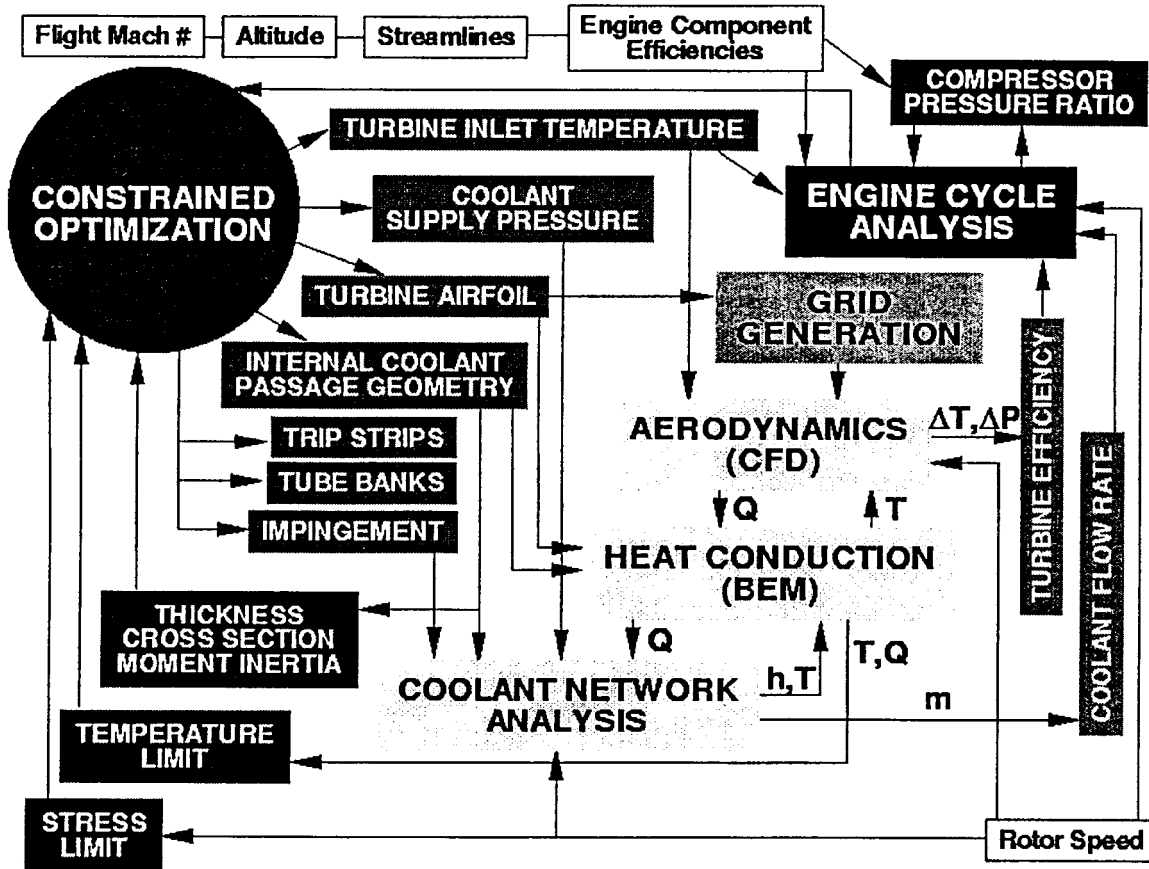 Flight Mach #
Altitude
Streamlines
Engine Component
Efficiencies
COMPRESSOR
PRESSURE RATIO
TURBINE INLET TEMPERATURE
CONSTRAINED
OPTIMIZATION
COOLANT
SUPPLY PRESSURE
ENGINE CYCLE
ANALYSIS
TURBINE AIRFOIL
GRID
GENERATION
INTERNAL COOLANT
PASSAGE GEOMETRY
TRIP STRIPS
TUBE BANKS
IMPINGEMENT
AERODYNAMICS
(CFD)
ΔT,ΔP
TURBINE EFFICIENCY
COOLANT FLOW RATE
Q
T
HEAT CONDUCTION
(BEM)
THICKNESS
CROSS SECTION
MOMENT INERTIA
Q
T,Q
h,T
COOLANT NETWORK
ANALYSIS
m
TEMPERATURE
LIMIT
STRESS
LIMIT
Rotor Speed